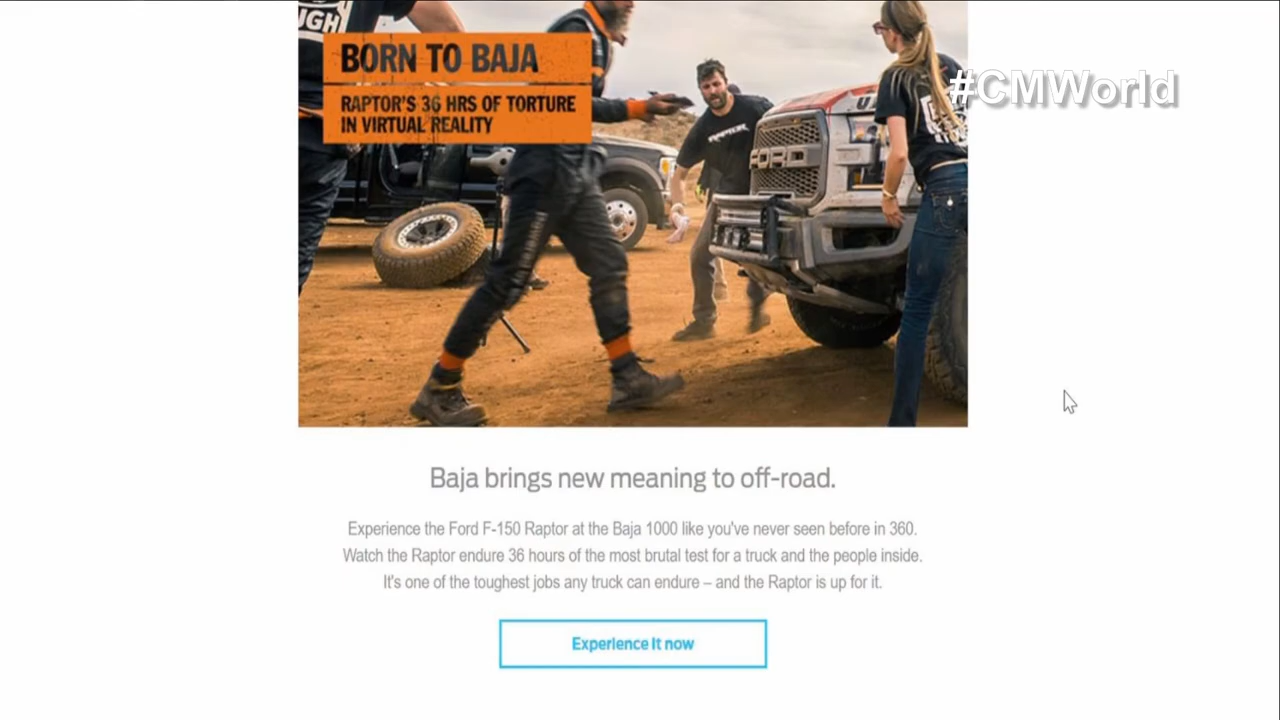 UGH
BORN TO BAJA
RAPTOR'S 36 HRS OF TORTURE
IN VIRTUAL REALITY
#CMWorld
RAPTOR
FORD
Baja brings new meaning to off-road.
Experience the Ford F-150 Raptor at the Baja 1000 like you've never seen before in 360.
Watch the Raptor endure 36 hours of the most brutal test for a truck and the people inside.
It's one of the toughest jobs any truck can endure – and the Raptor is up for it.
Experience it now